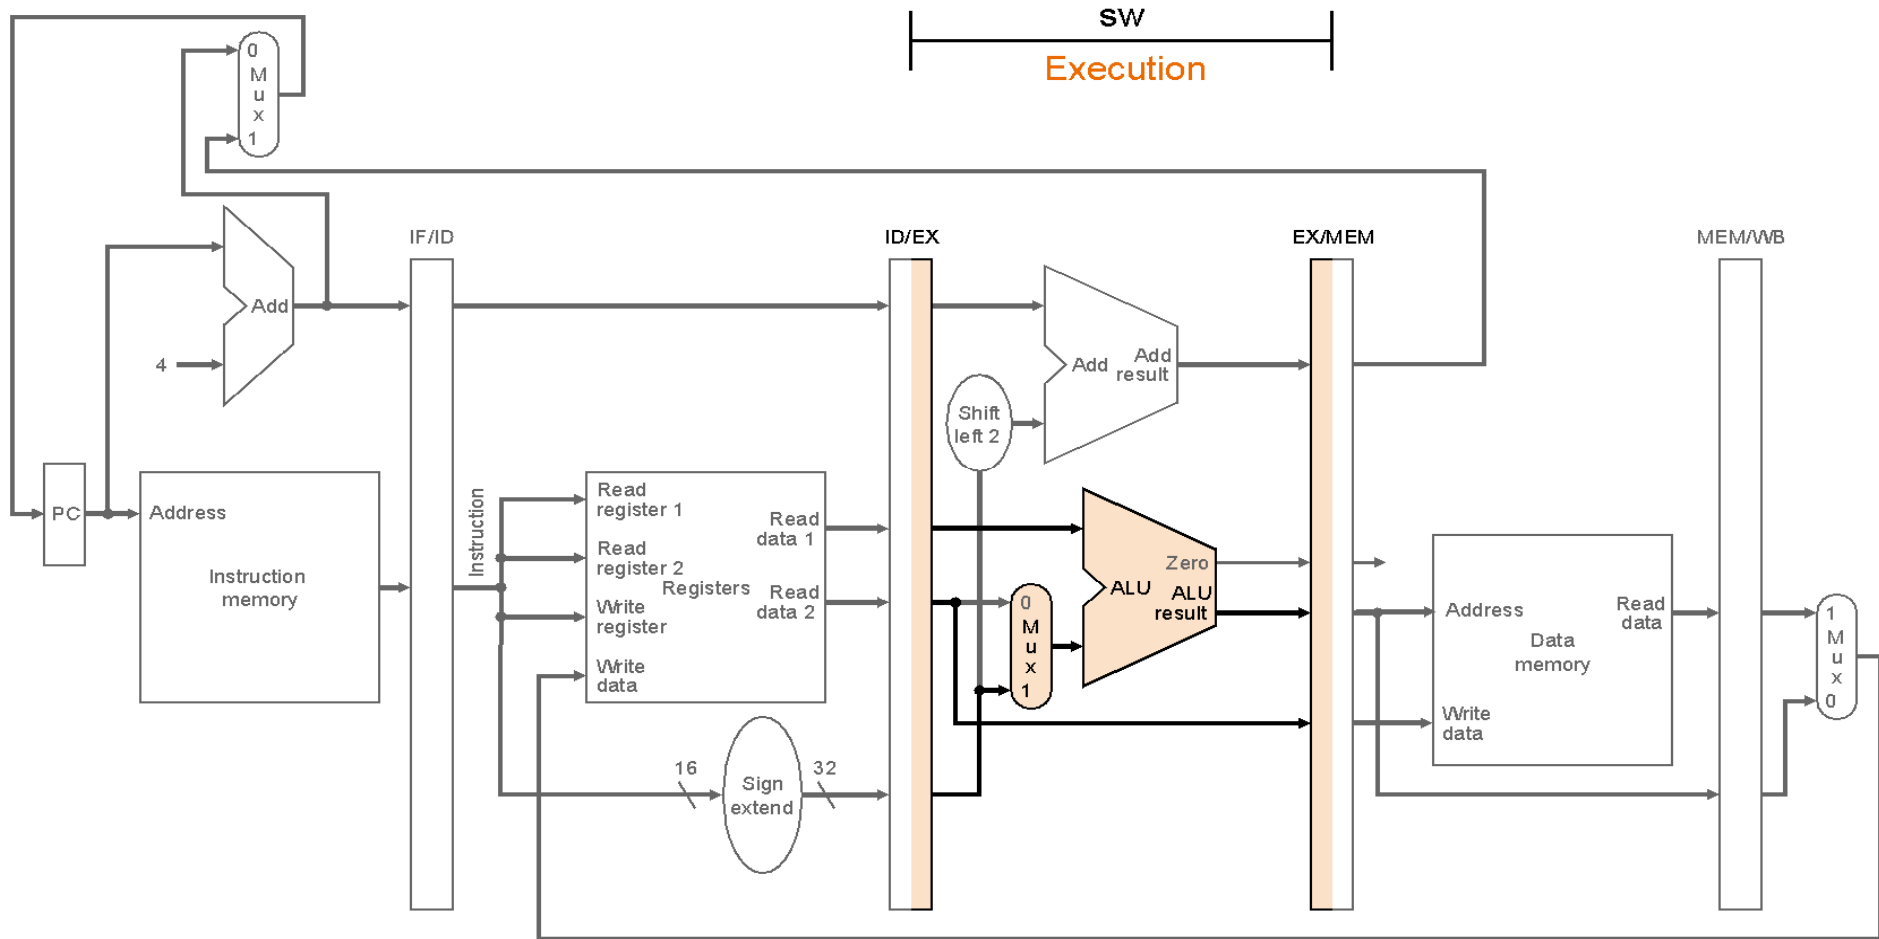 sw
Execution
0
M
u
x
1
IF/ID
ID/EX
EX/MEM
MEM/WB
Add
4
Add
Add
result
Shift
left 2
PC
Address
Instruction
memory
Instruction
Read
register 1
Read
register 2
Write
register
Write
data
Registers
Read
data 1
Read
data 2
16
Sign
extend
32
0
M
u
x
1
Zero
ALU
ALU
result
Address
Read
data
Data
memory
Write
data
1
M
u
x
0